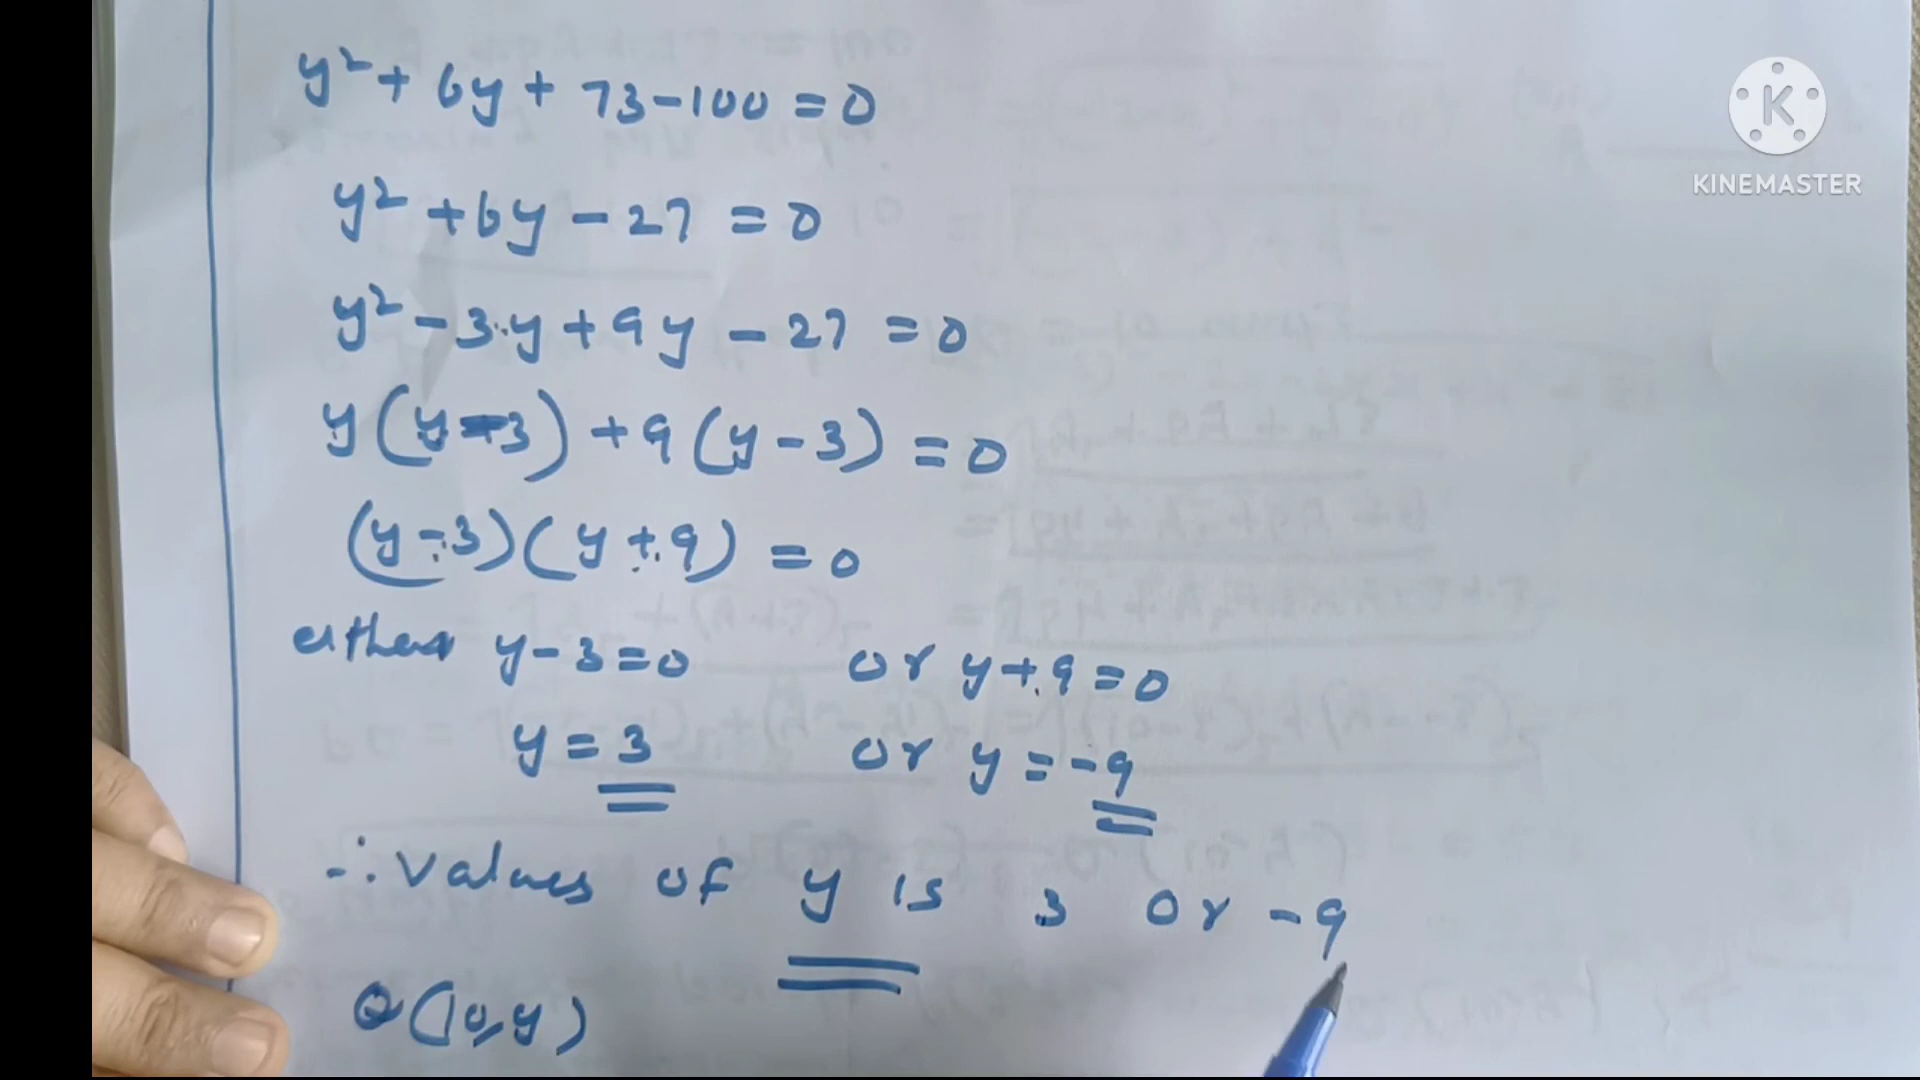 y² + 6y + 73 - 100 = 0
KINEMASTER
y² + 6y - 27 = 0
y² - 3y + 9y - 27 = 0
y(y-3) + 9(y-3) = 0
(y-3)(y+9) = 0
either y-3=0 or y+9=0
y = 3 or y = -9
∴ values of y is 3 or -9
Q(10,y)